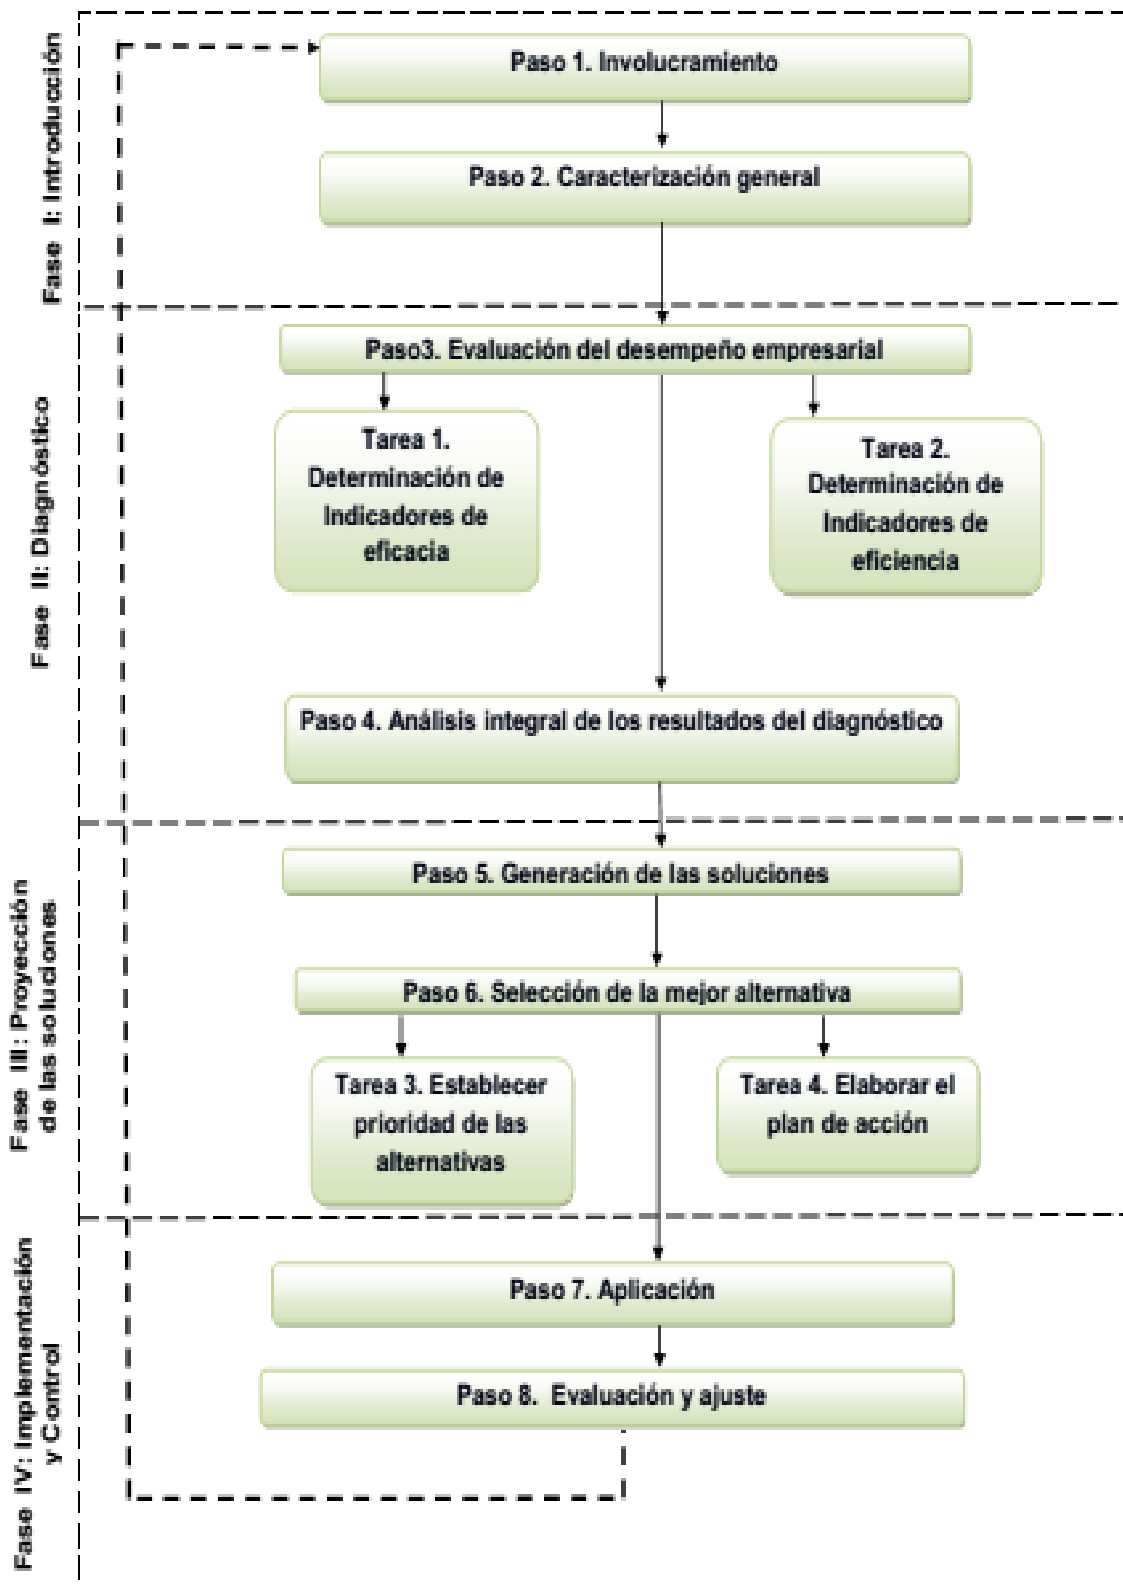 Fase I: Introducción
Paso 1. Involucramiento
Paso 2. Caracterización general
Fase II: Diagnóstico
Paso3. Evaluación del desempeño empresarial
Tarea 1.
Determinación de
Indicadores de
eficacia
Tarea 2.
Determinación de
Indicadores de
eficiencia
Paso 4. Análisis integral de los resultados del diagnóstico
Fase III: Proyección
de las soluciones
Paso 5. Generación de las soluciones
Paso 6. Selección de la mejor alternativa
Tarea 3. Establecer
prioridad de las
alternativas
Tarea 4. Elaborar el
plan de acción
Fase IV: Implementación
y Control
Paso 7. Aplicación
Paso 8. Evaluación y ajuste